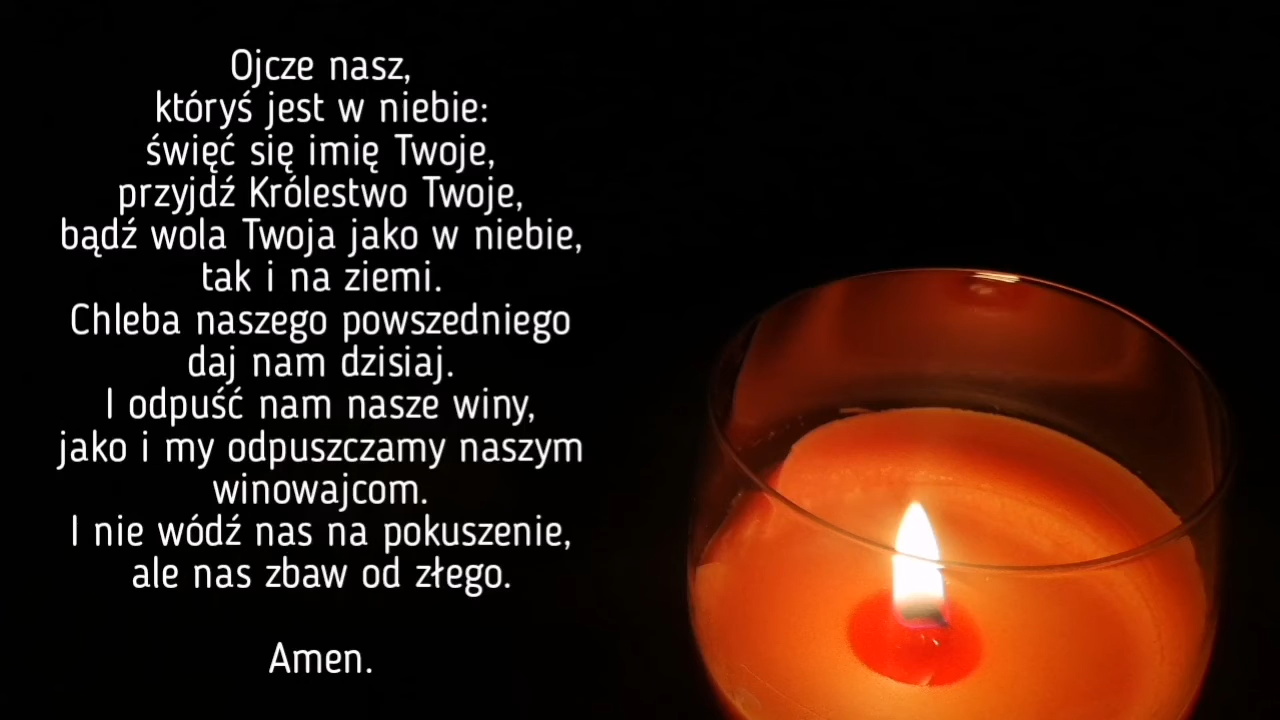 Ojcze nasz,
któryś jest w niebie:
święć się imię Twoje,
przyjdź Królestwo Twoje,
bądź wola Twoja jako w niebie,
tak i na ziemi.
Chleba naszego powszedniego
daj nam dzisiaj.
I odpuść nam nasze winy,
jako i my odpuszczamy naszym
winowajcom.
I nie wódź nas na pokuszenie,
ale nas zbaw od złego.
Amen.